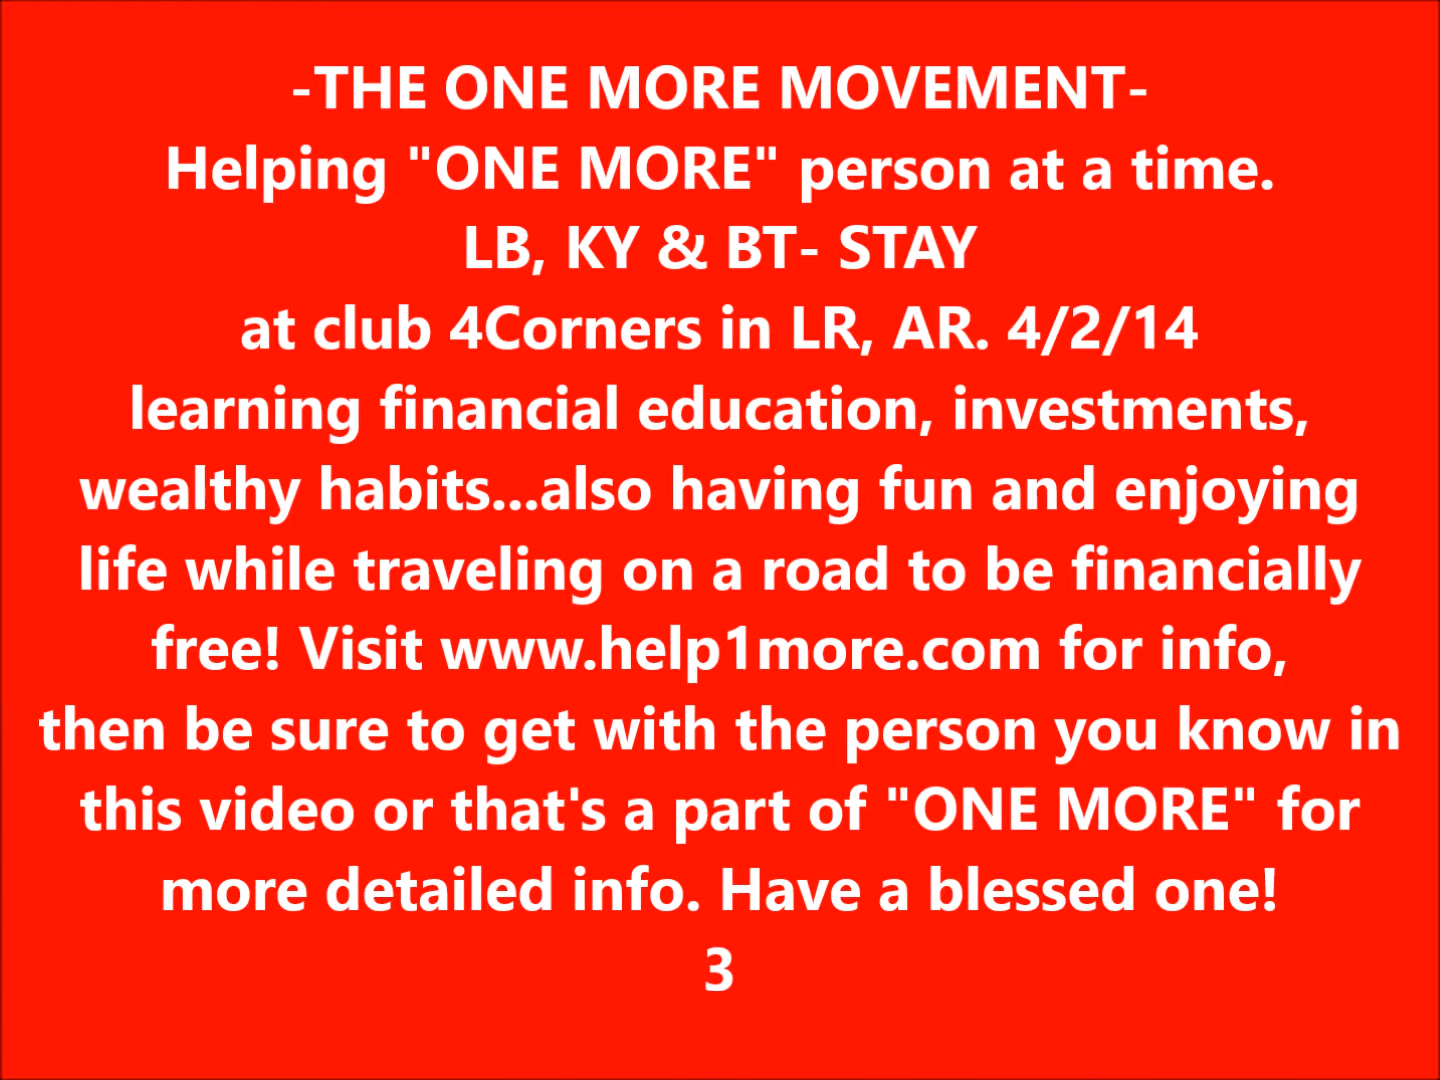 -THE ONE MORE MOVEMENT-
Helping "ONE MORE" person at a time.
LB, KY & BT- STAY
at club 4Corners in LR, AR. 4/2/14
learning financial education, investments,
wealthy habits...also having fun and enjoying
life while traveling on a road to be financially
free! Visit www.help1more.com for info,
then be sure to get with the person you know in
this video or that's a part of "ONE MORE" for
more detailed info. Have a blessed one!
3